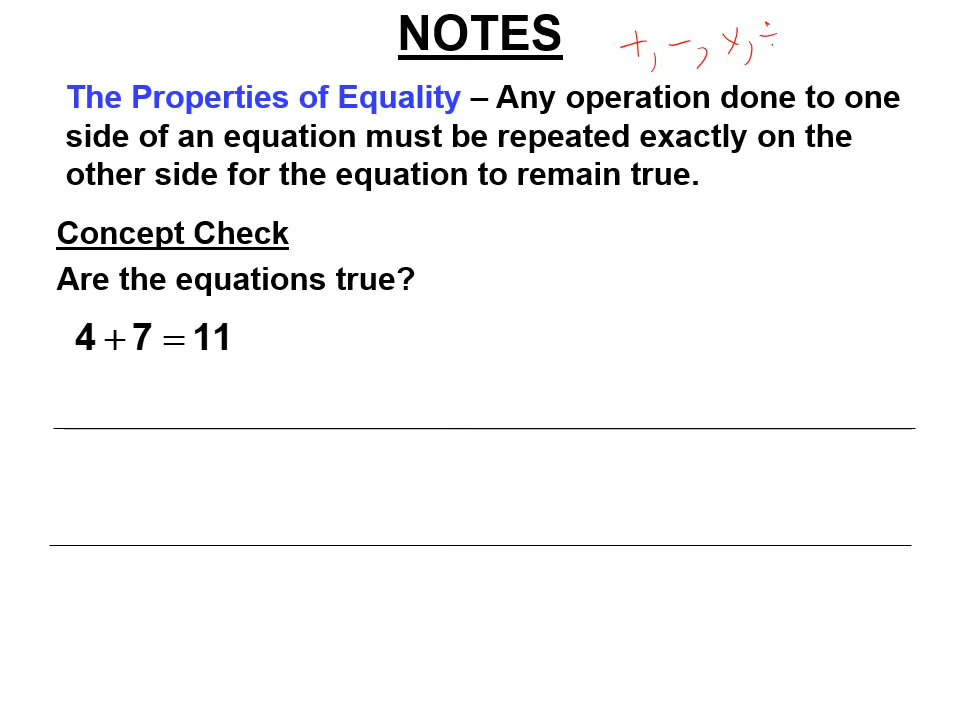 NOTES
+, -, x, ÷
The Properties of Equality – Any operation done to one
side of an equation must be repeated exactly on the
other side for the equation to remain true.
Concept Check
Are the equations true?
4 + 7 = 11